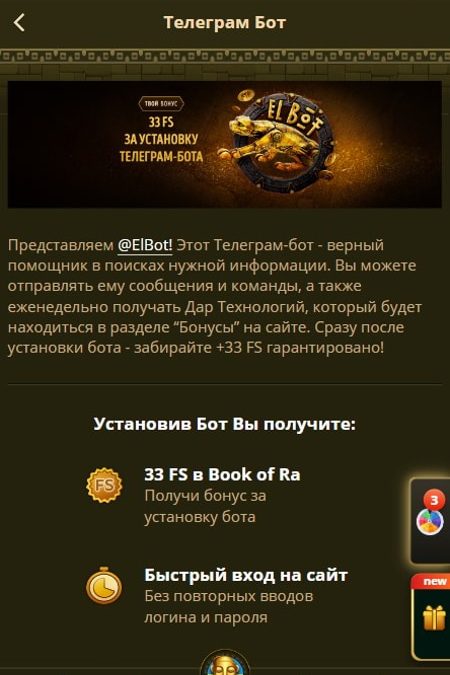 Телеграм Бот
ТВОЙ БОНУС
33 FS
ЗА УСТАНОВКУ
ТЕЛЕГРАМ-БОТА
EL BOT
Представляем @ElBot! Этот Телеграм-бот - верный
помощник в поисках нужной информации. Вы можете
отправлять ему сообщения и команды, а также
еженедельно получать Дар Технологий, который будет
находиться в разделе “Бонусы” на сайте. Сразу после
установки бота - забирайте +33 FS гарантировано!
Установив Бот Вы получите:
FS
33 FS в Book of Ra
Получи бонус за
установку бота
3
new
Быстрый вход на сайт
Без повторных вводов
логина и пароля